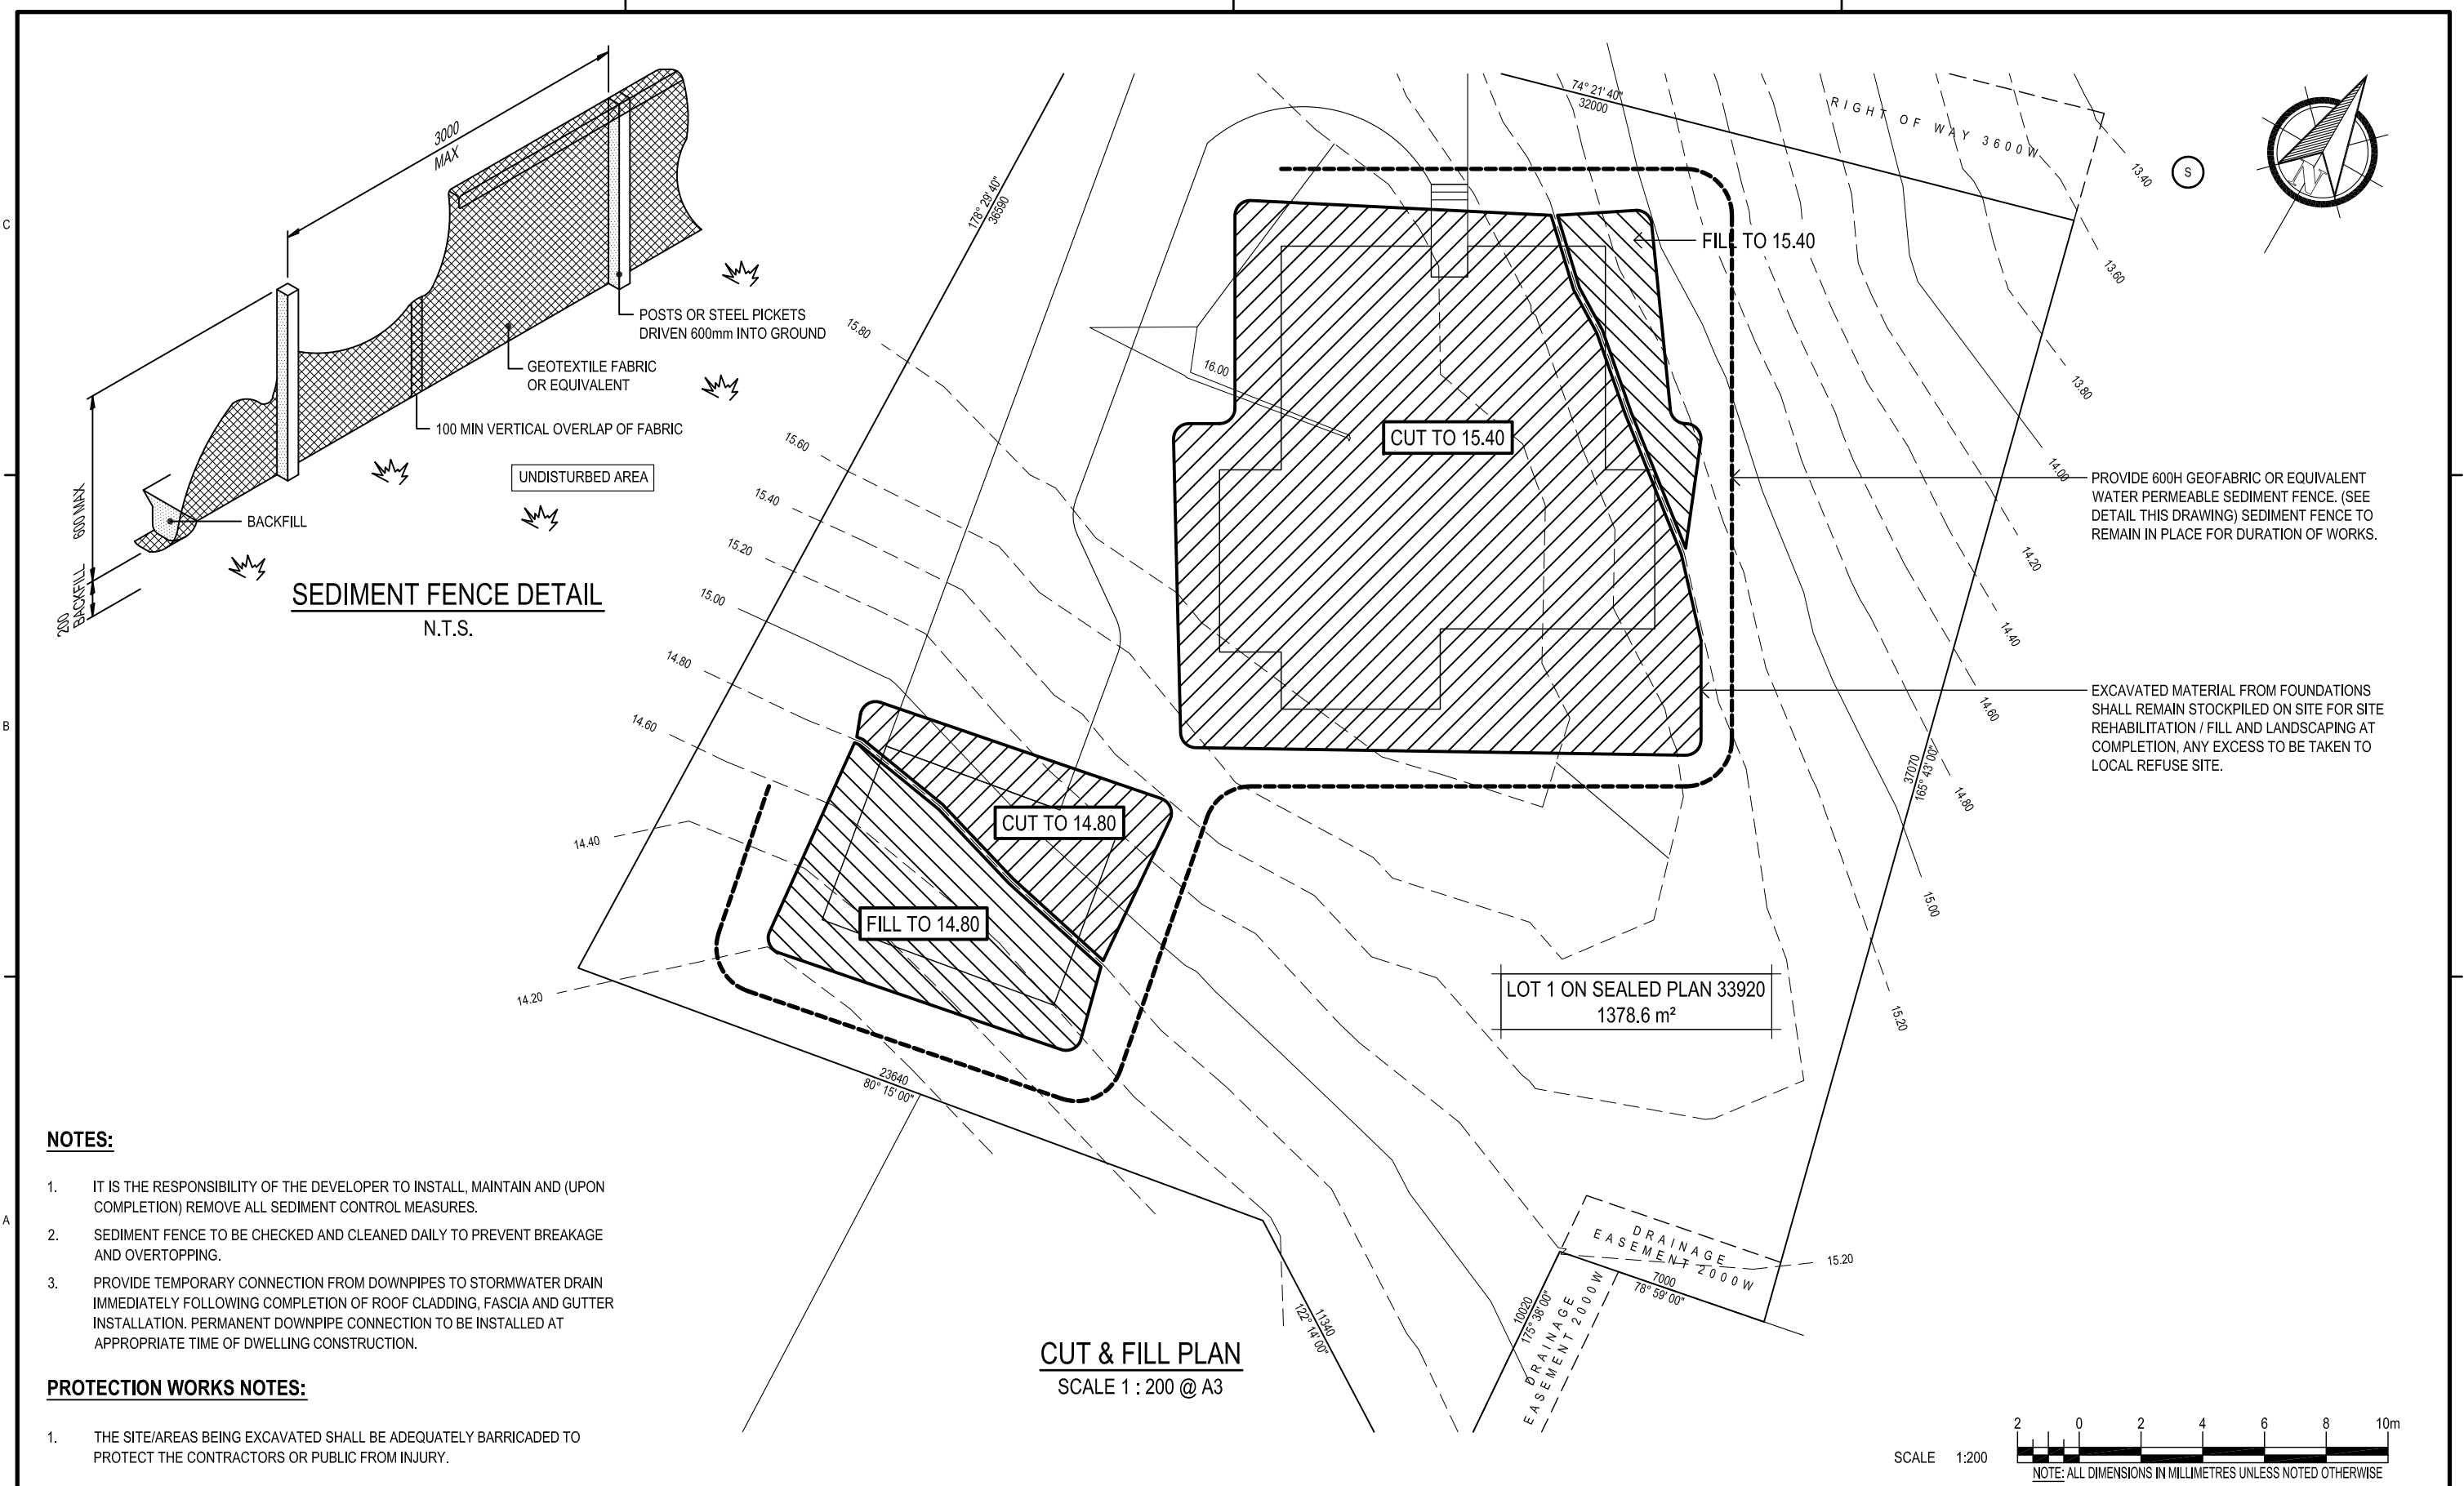 3000
MAX
POSTS OR STEEL PICKETS
DRIVEN 600mm INTO GROUND
GEOTEXTILE FABRIC
OR EQUIVALENT
100 MIN VERTICAL OVERLAP OF FABRIC
UNDISTURBED AREA
BACKFILL
600 MAX
200
BACKFILL
SEDIMENT FENCE DETAIL
N.T.S.
C
B
A
178° 29' 40"
36590
74° 21' 40"
32000
RIGHT OF WAY 3600W
S
N
13.40
13.60
13.80
14.00
14.20
14.40
14.60
14.80
15.00
15.20
15.20
FILL TO 15.40
CUT TO 15.40
16.00
15.80
15.60
15.40
15.20
15.00
14.80
14.60
14.40
14.20
CUT TO 14.80
FILL TO 14.80
PROVIDE 600H GEOFABRIC OR EQUIVALENT
WATER PERMEABLE SEDIMENT FENCE. (SEE
DETAIL THIS DRAWING) SEDIMENT FENCE TO
REMAIN IN PLACE FOR DURATION OF WORKS.
EXCAVATED MATERIAL FROM FOUNDATIONS
SHALL REMAIN STOCKPILED ON SITE FOR SITE
REHABILITATION / FILL AND LANDSCAPING AT
COMPLETION, ANY EXCESS TO BE TAKEN TO
LOCAL REFUSE SITE.
37070
165° 43' 00"
LOT 1 ON SEALED PLAN 33920
1378.6 m²
23640
80° 15' 00"
11340
122° 14' 00"
10020
175° 38' 00"
7000
78° 59' 00"
DRAINAGE
EASEMENT 2000W
DRAINAGE
EASEMENT 2000W
NOTES:
1. IT IS THE RESPONSIBILITY OF THE DEVELOPER TO INSTALL, MAINTAIN AND (UPON
COMPLETION) REMOVE ALL SEDIMENT CONTROL MEASURES.
2. SEDIMENT FENCE TO BE CHECKED AND CLEANED DAILY TO PREVENT BREAKAGE
AND OVERTOPPING.
3. PROVIDE TEMPORARY CONNECTION FROM DOWNPIPES TO STORMWATER DRAIN
IMMEDIATELY FOLLOWING COMPLETION OF ROOF CLADDING, FASCIA AND GUTTER
INSTALLATION. PERMANENT DOWNPIPE CONNECTION TO BE INSTALLED AT
APPROPRIATE TIME OF DWELLING CONSTRUCTION.
PROTECTION WORKS NOTES:
1. THE SITE/AREAS BEING EXCAVATED SHALL BE ADEQUATELY BARRICADED TO
PROTECT THE CONTRACTORS OR PUBLIC FROM INJURY.
CUT & FILL PLAN
SCALE 1 : 200 @ A3
2 0 2 4 6 8 10m
SCALE 1:200
NOTE: ALL DIMENSIONS IN MILLIMETRES UNLESS NOTED OTHERWISE